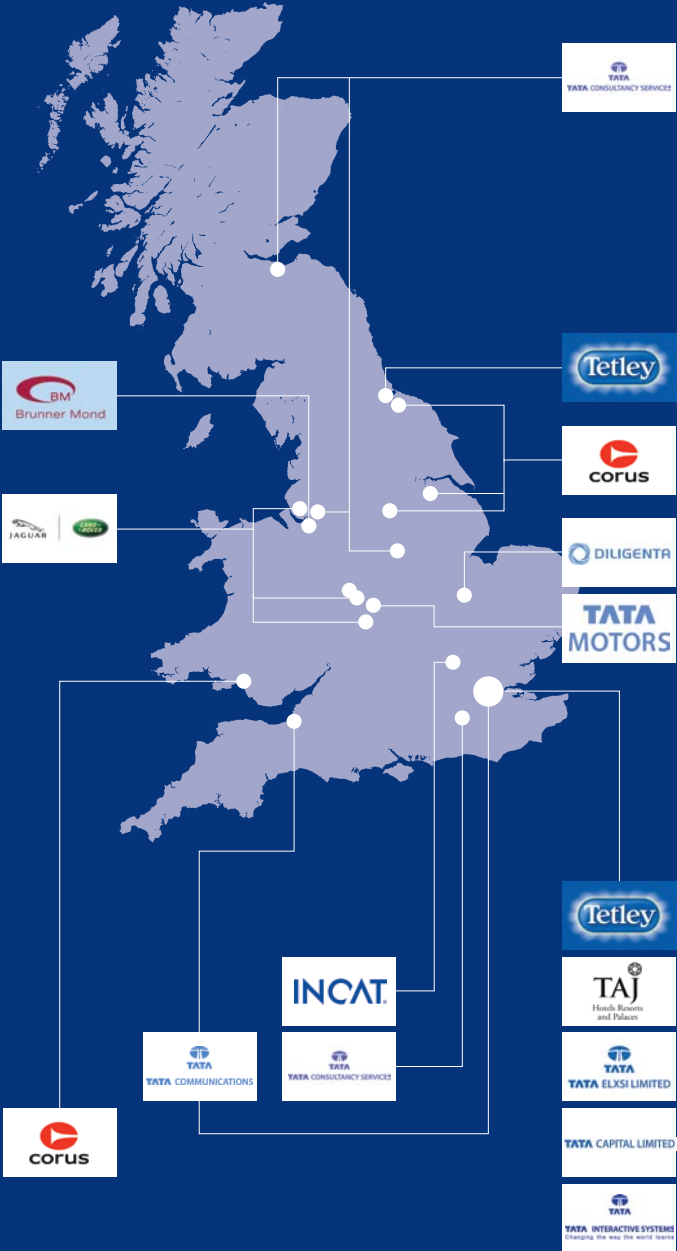 TATA
TATA CONSULTANCY SERVICES
Tetley
BM
Brunner Mond
corus
JAGUAR
LAND-
ROVER
DILIGENTA
TATA
MOTORS
Tetley
INCAT®
TAJ
Hotels Resorts
and Palaces
TATA
TATA COMMUNICATIONS
TATA
TATA CONSULTANCY SERVICES
TATA
TATA ELXSI LIMITED
corus
TATA CAPITAL LIMITED
TATA
TATA INTERACTIVE SYSTEMS
Changing the way the world learns